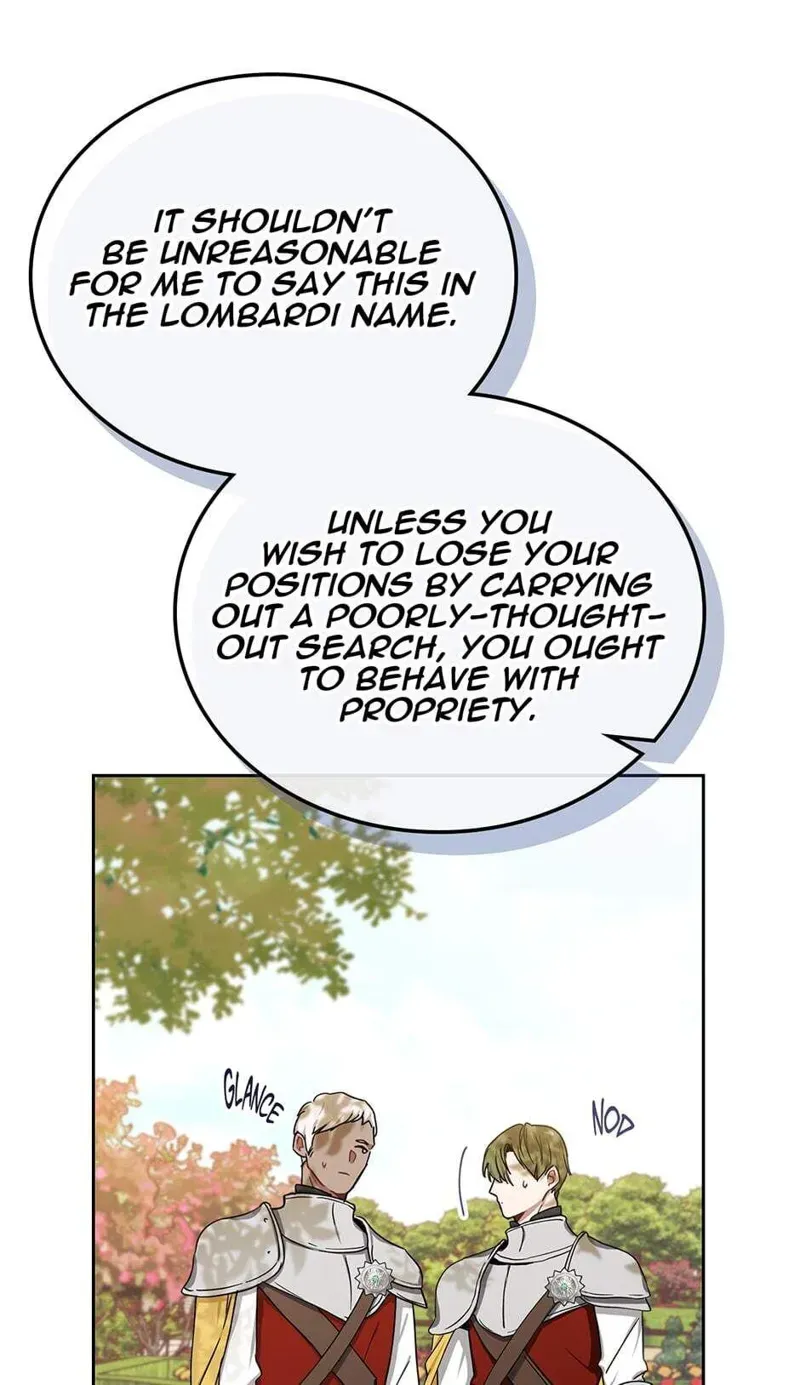 IT SHOULDN'T
BE UNREASONABLE
FOR ME TO SAY THIS IN
THE LOMBARDI NAME.
UNLESS YOU
WISH TO LOSE YOUR
POSITIONS BY CARRYING
OUT A POORLY-THOUGHT-
OUT SEARCH, YOU OUGHT
TO BEHAVE WITH
PROPRIETY.
GLANCE
NOD